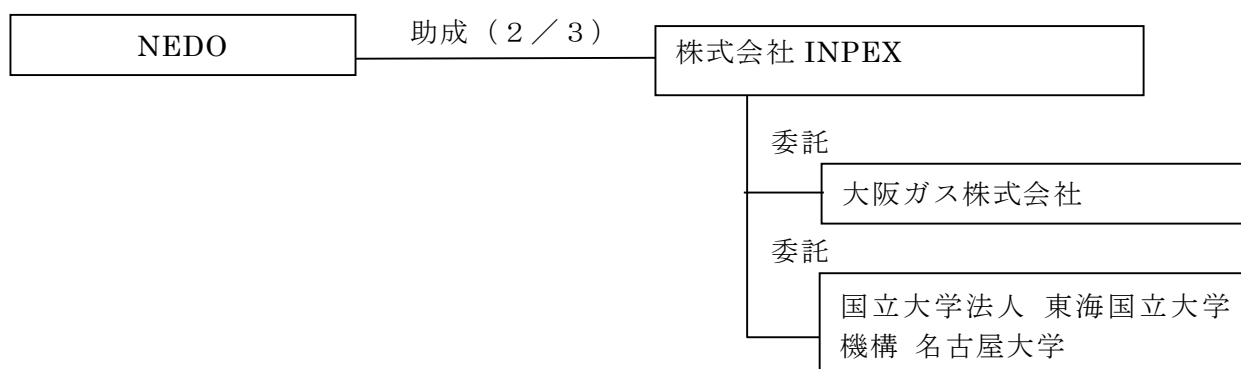 NEDO
助成（２／３）
株式会社 INPEX
委託
大阪ガス株式会社
委託
国立大学法人 東海国立大学
機構 名古屋大学